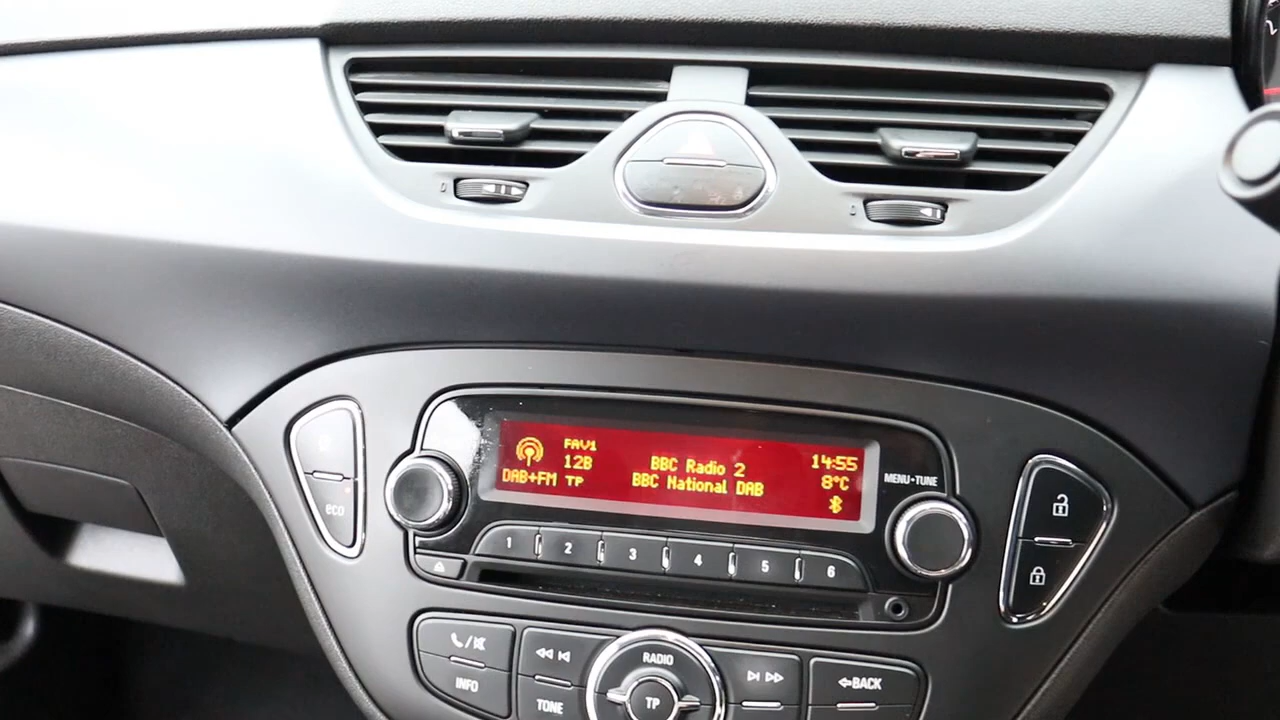 FAV1
12B
DAB+FM TP
BBC Radio 2
BBC National DAB
14:55
8°C
MENU-TUNE
eco
1 2 3 4 5 6
INFO
TONE
RADIO
TP
BACK